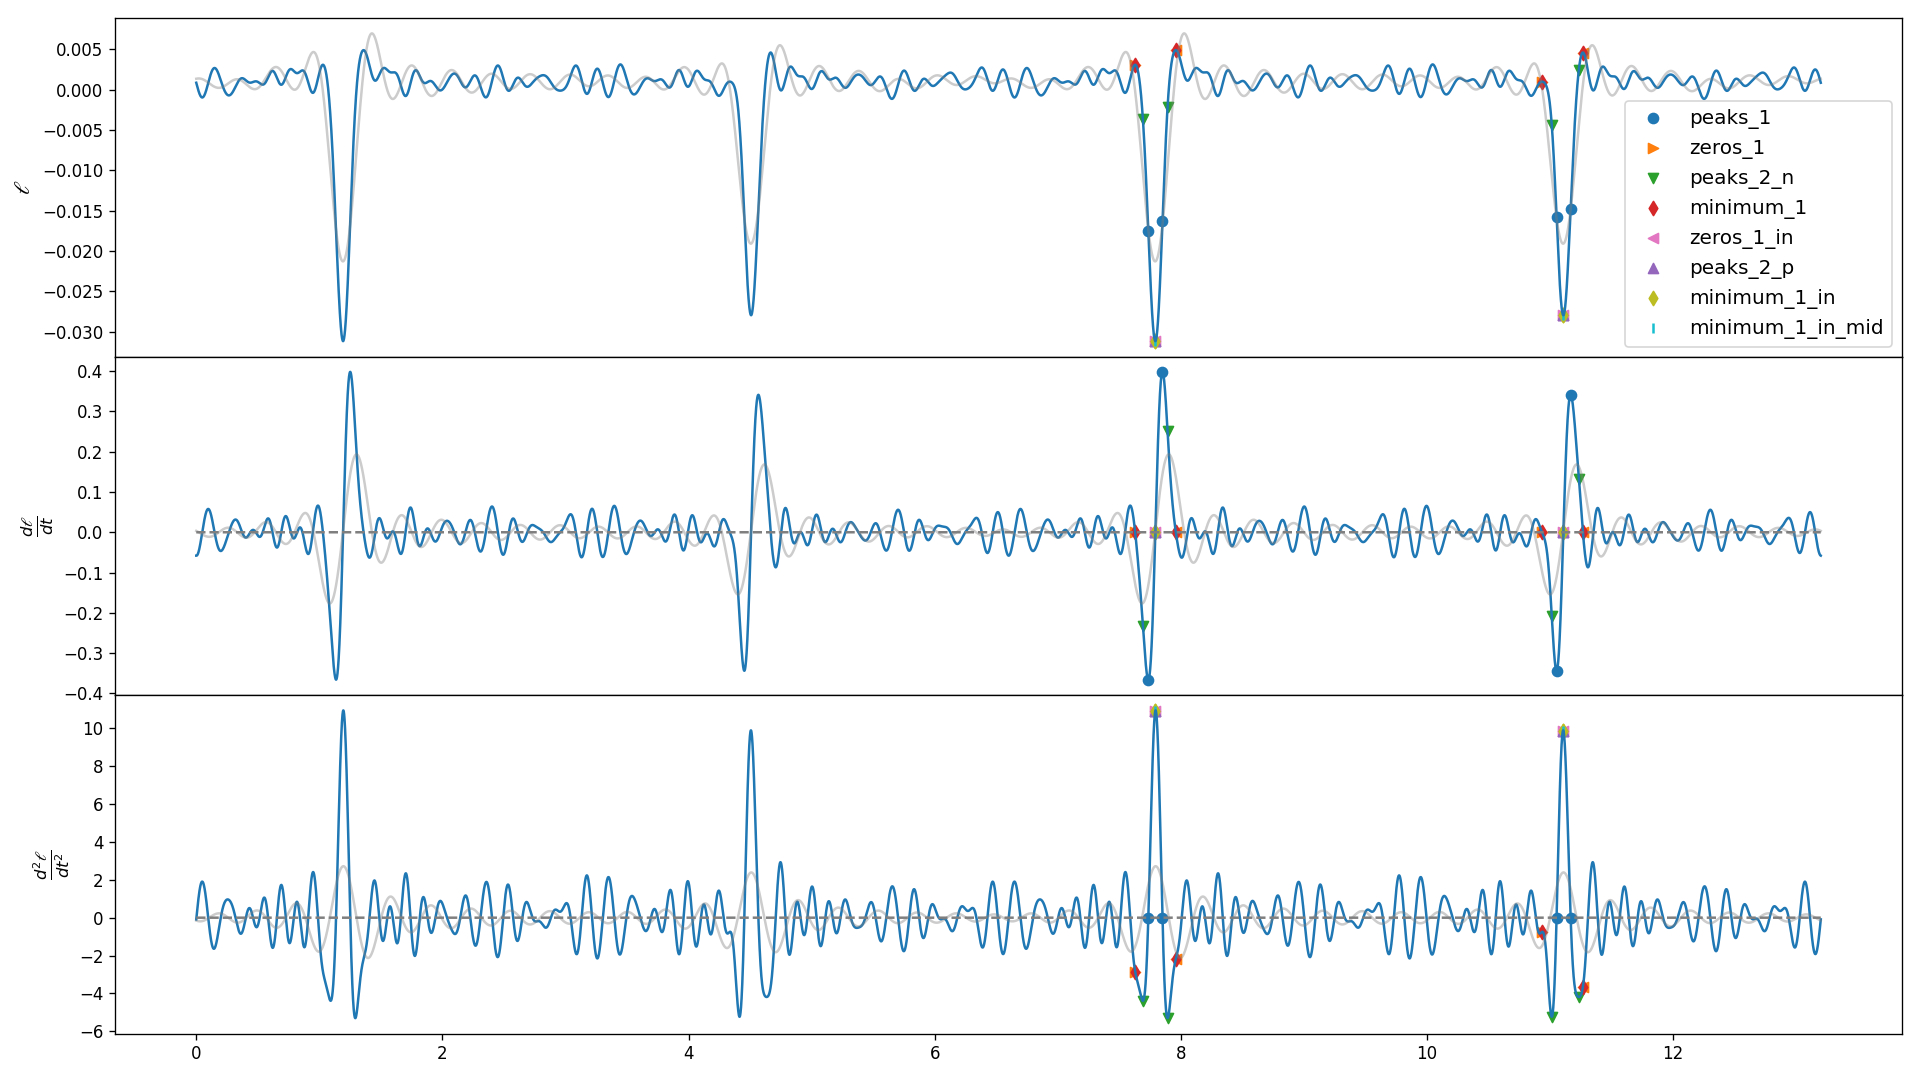 0.005
0.000
−0.005
−0.010
−0.015
−0.020
−0.025
−0.030
ℓ
peaks_1
zeros_1
peaks_2_n
minimum_1
zeros_1_in
peaks_2_p
minimum_1_in
minimum_1_in_mid
0.4
0.3
0.2
0.1
0.0
−0.1
−0.2
−0.3
−0.4
dℓ
dt
10
8
6
4
2
0
−2
−4
−6
d²ℓ
dt²
0 2 4 6 8 10 12